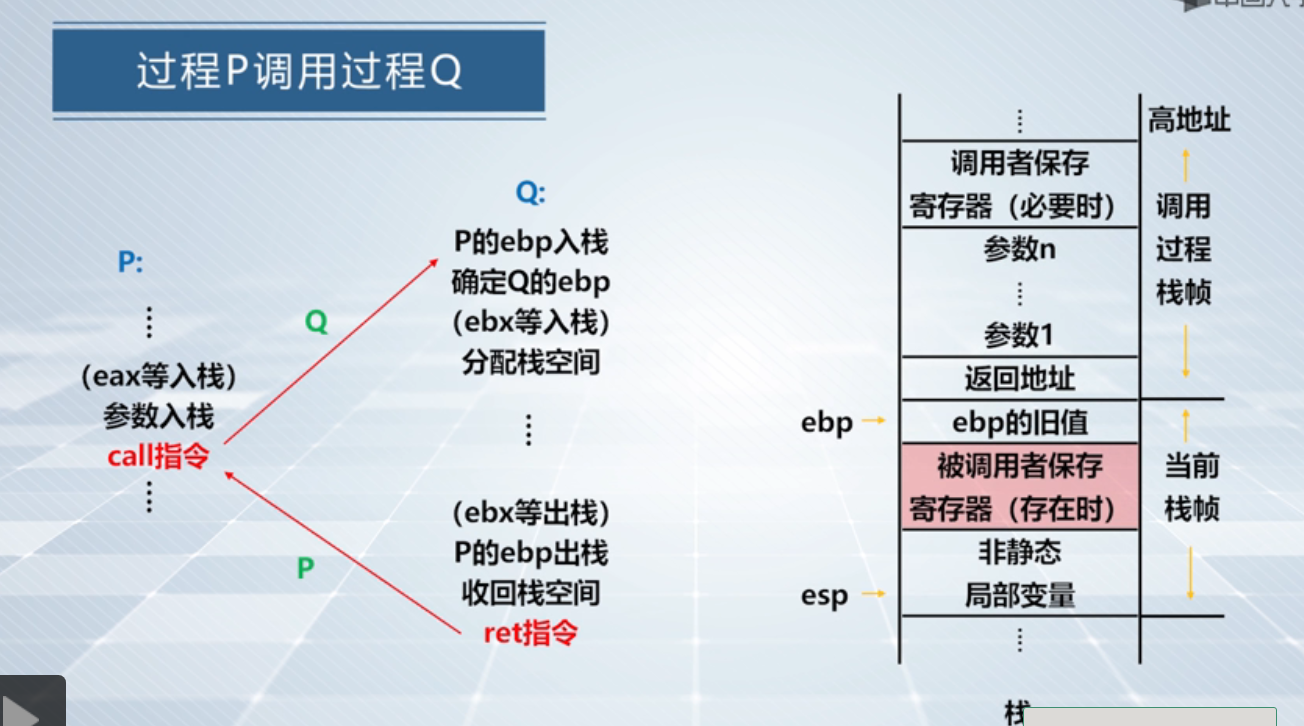 过程P调用过程Q
P:
(eax等入栈)
参数入栈
call指令
Q
P
Q:
P的ebp入栈
确定Q的ebp
(ebx等入栈)
分配栈空间
(ebx等出栈)
P的ebp出栈
收回栈空间
ret指令
ebp
esp
调用者保存
寄存器（必要时）
参数n
参数1
返回地址
ebp的旧值
被调用者保存
寄存器（存在时）
非静态
局部变量
栈
高地址
调用
过程
栈帧
当前
栈帧